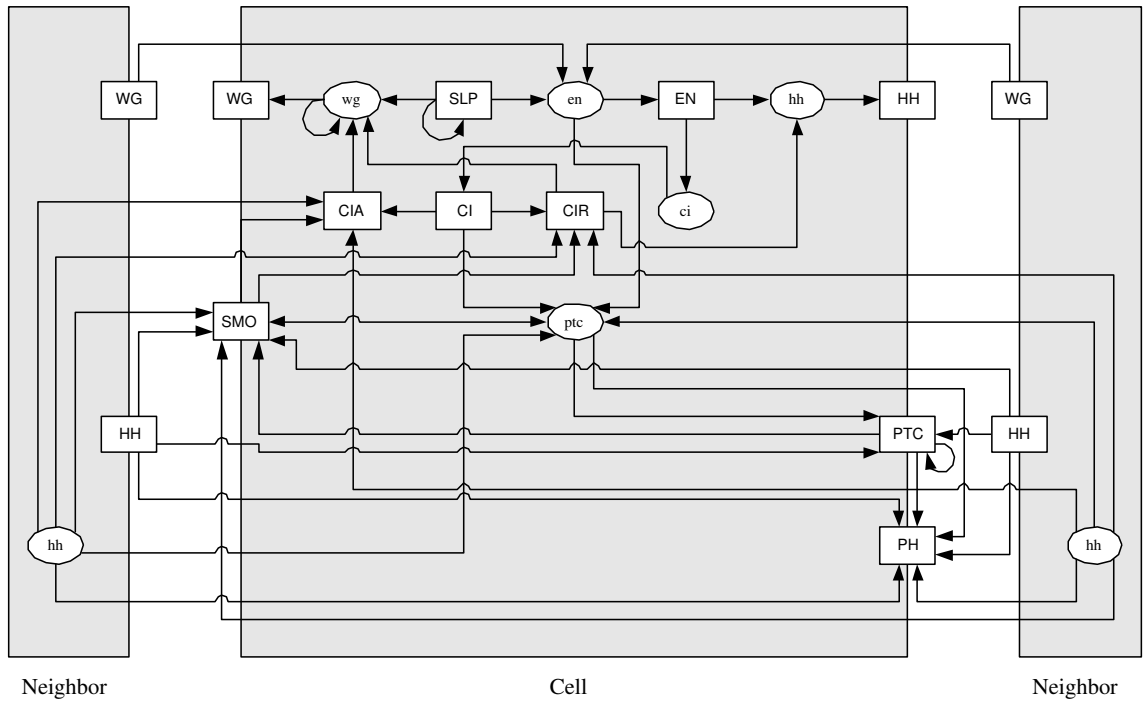 WG
WG
wg
SLP
en
EN
hh
HH
WG
CIA
CI
CIR
ci
SMO
ptc
HH
PTC
HH
hh
PH
hh
Neighbor
Cell
Neighbor